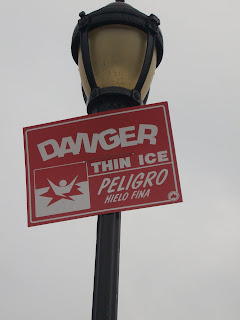 DANGER
THIN ICE
PELIGRO
HIELO FINA